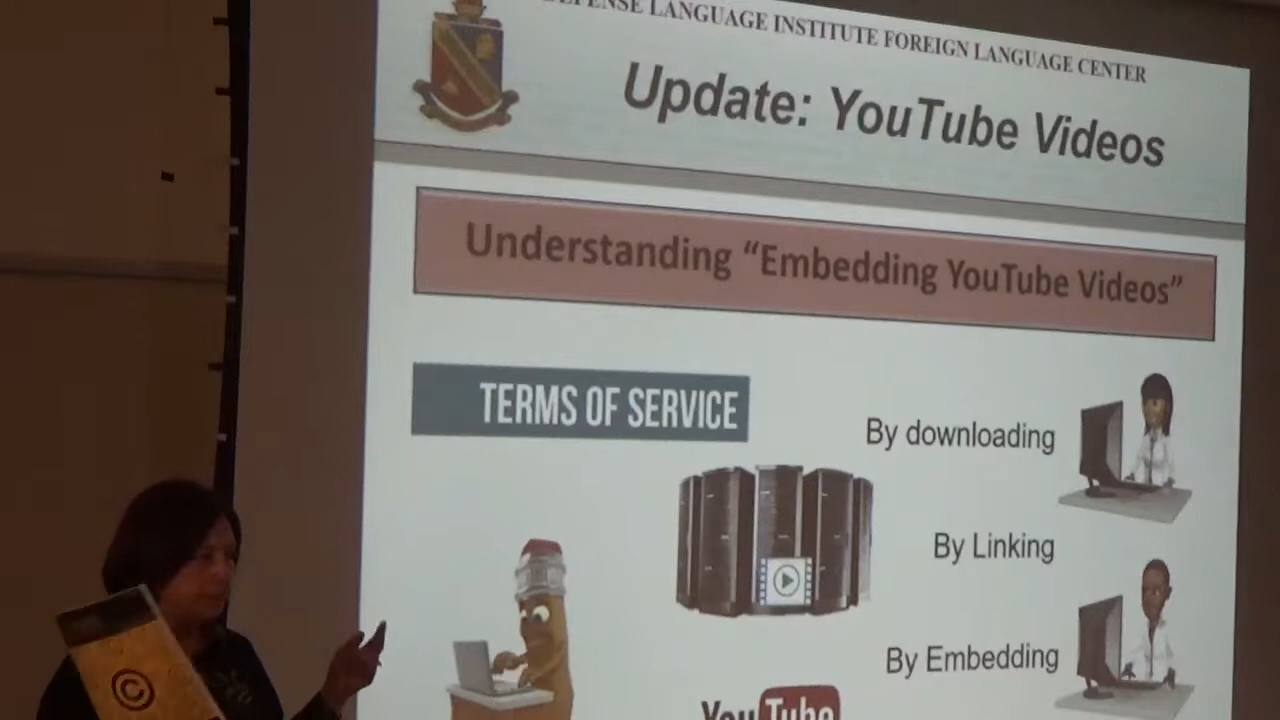 DEFENSE LANGUAGE INSTITUTE FOREIGN LANGUAGE CENTER
Update: YouTube Videos
Understanding “Embedding YouTube Videos”
TERMS OF SERVICE
By downloading
By Linking
By Embedding
YouTube
©